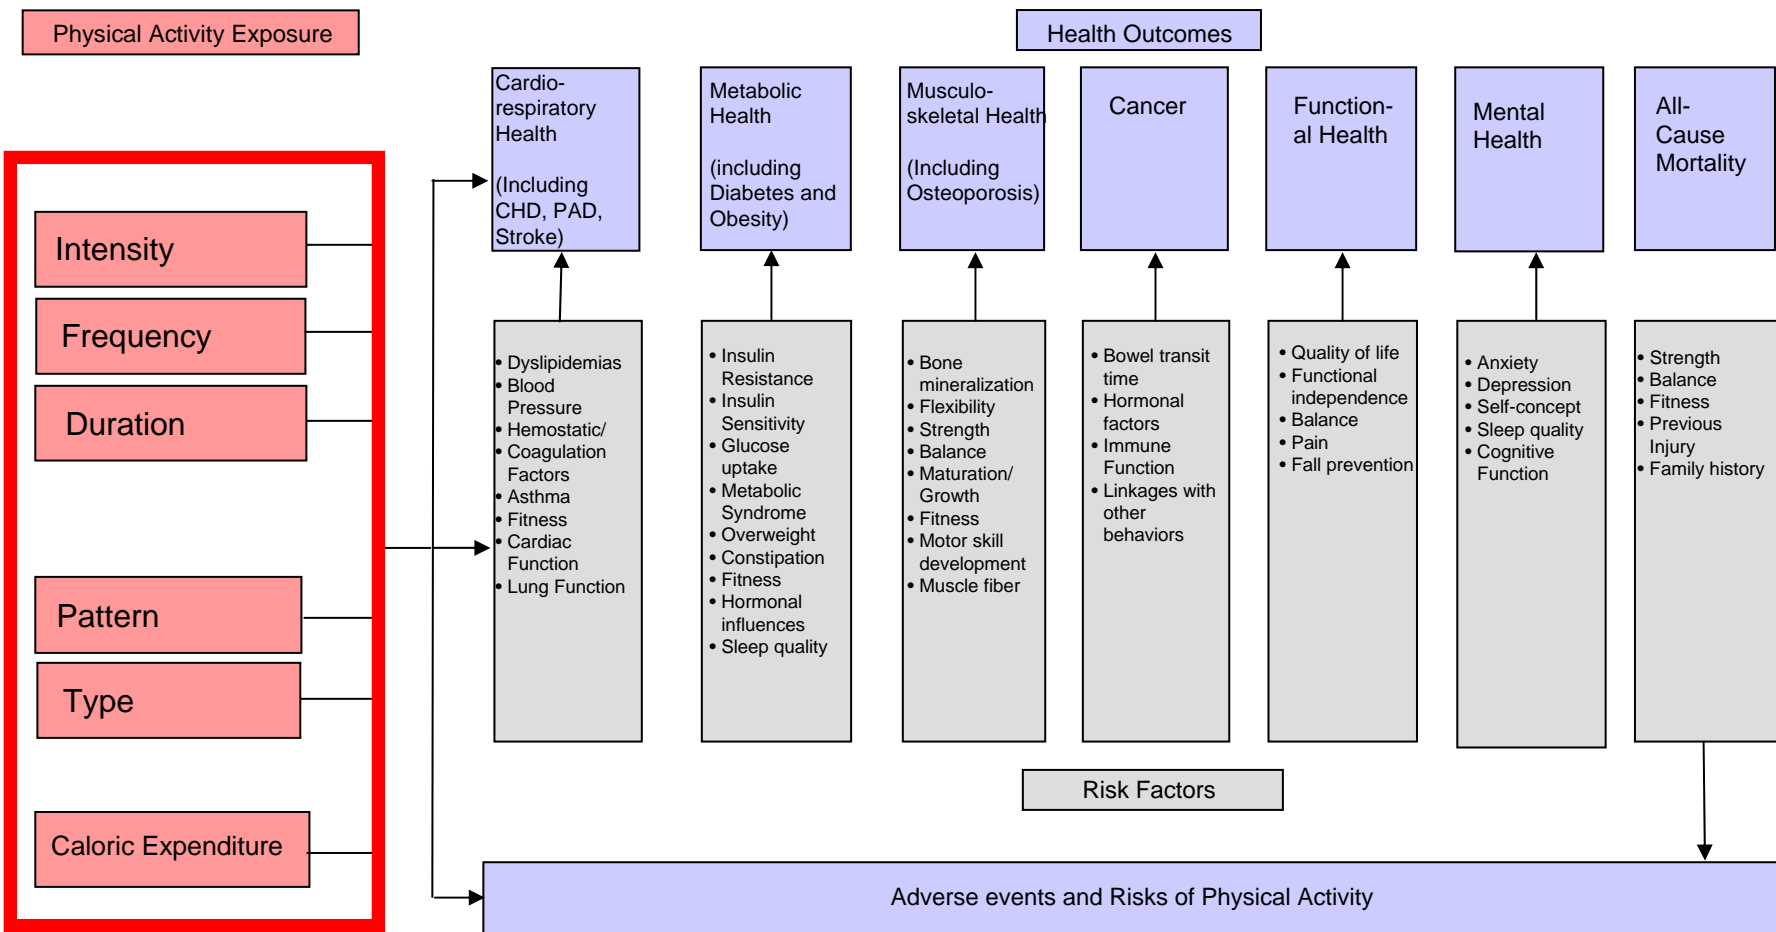 Physical Activity Exposure
Health Outcomes
Intensity
Frequency
Duration
Pattern
Type
Caloric Expenditure
Cardio-
respiratory
Health
(Including
CHD, PAD,
Stroke)
Metabolic
Health
(including
Diabetes and
Obesity)
Musculo-
skeletal Health
(Including
Osteoporosis)
Cancer
Function-
al Health
Mental
Health
All-
Cause
Mortality
• Dyslipidemias
• Blood
Pressure
• Hemostatic/
• Coagulation
Factors
• Asthma
• Fitness
• Cardiac
Function
• Lung Function
• Insulin
Resistance
• Insulin
Sensitivity
• Glucose
uptake
• Metabolic
Syndrome
• Overweight
• Constipation
• Fitness
• Hormonal
influences
• Sleep quality
• Bone
mineralization
• Flexibility
• Strength
• Balance
• Maturation/
Growth
• Fitness
• Motor skill
development
• Muscle fiber
• Bowel transit
time
• Hormonal
factors
• Immune
Function
• Linkages with
other
behaviors
• Quality of life
• Functional
independence
• Balance
• Pain
• Fall prevention
• Anxiety
• Depression
• Self-concept
• Sleep quality
• Cognitive
Function
• Strength
• Balance
• Fitness
• Previous
Injury
• Family history
Risk Factors
Adverse events and Risks of Physical Activity